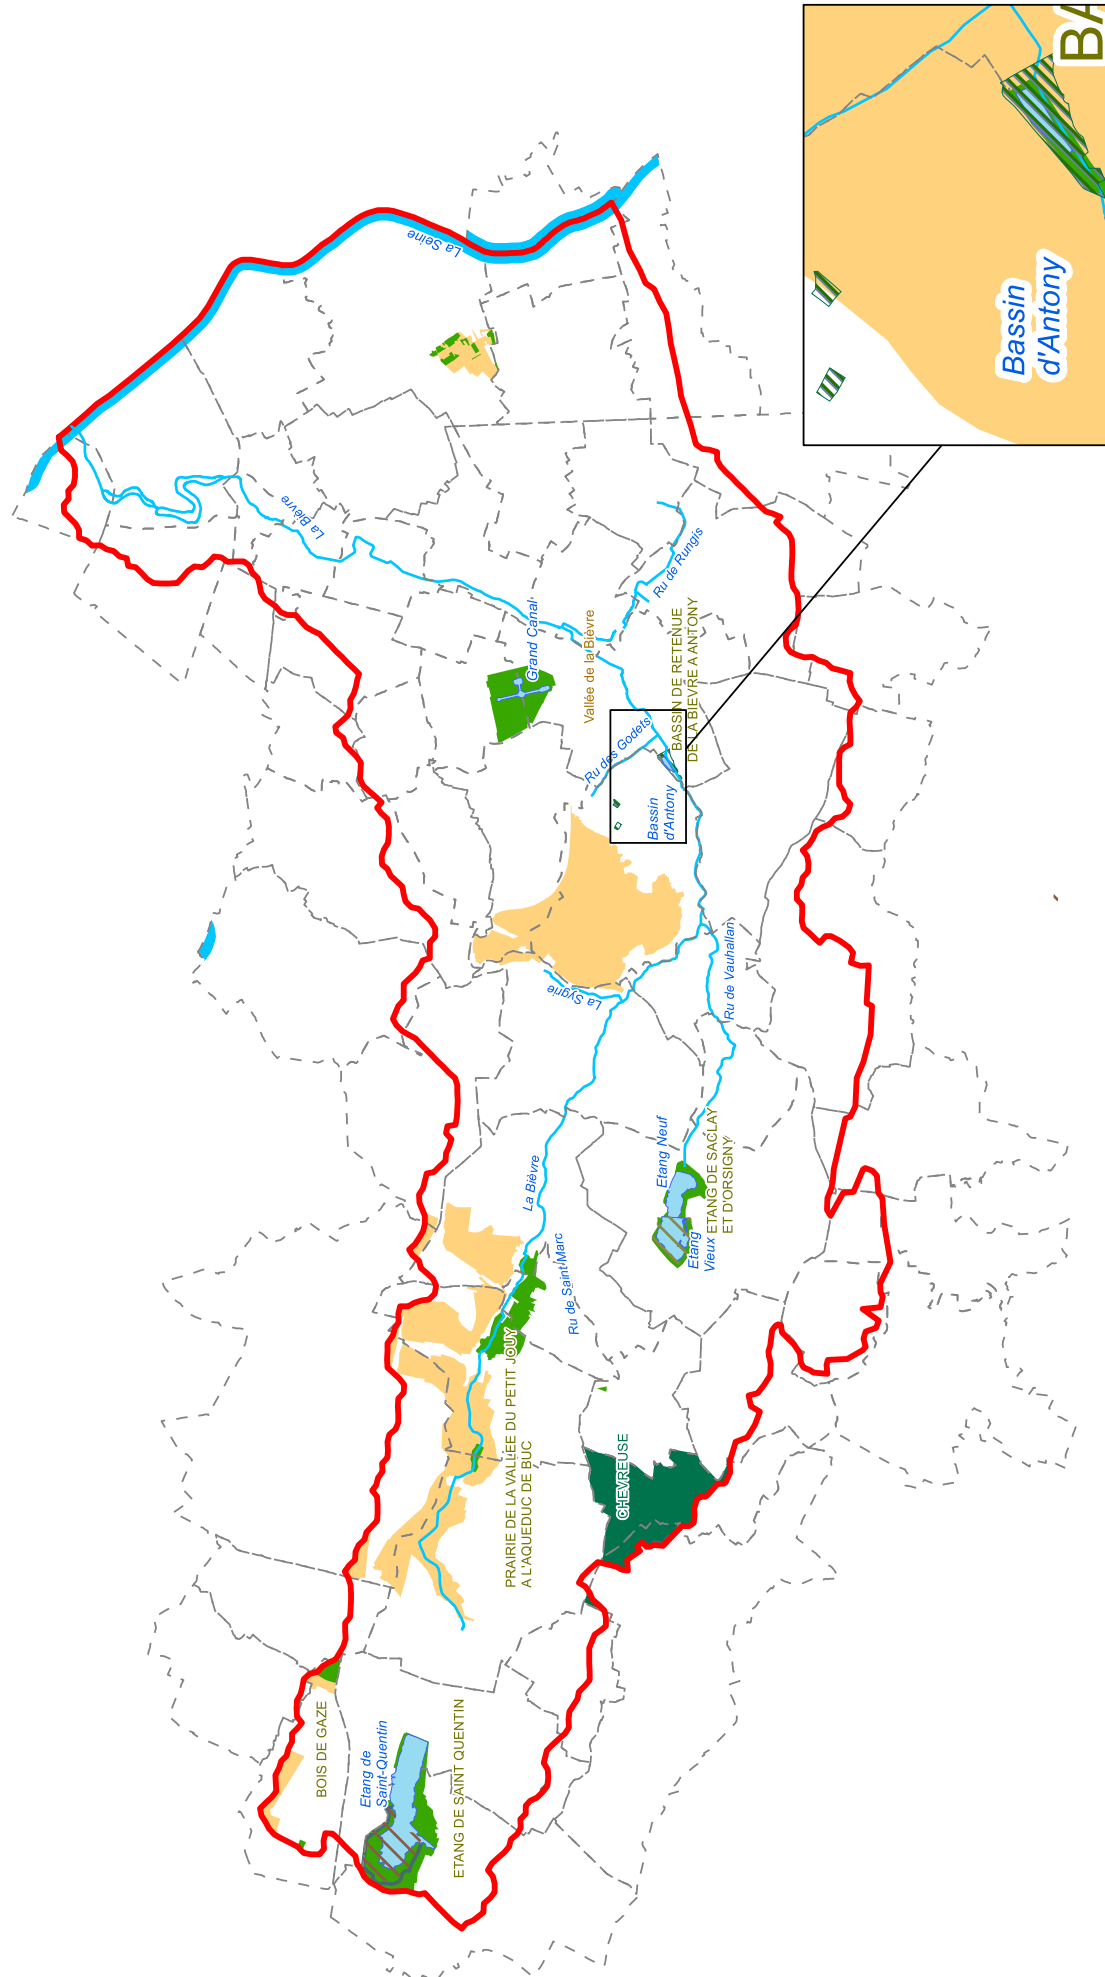 BA
Bassin
d'Antony
La Seine
La Bièvre
Ru de Rungis
Grand Canal
Vallée de la Bièvre
BASSIN DE RETENUE
DE LA BIEVRE A ANTONY
Ru des Godets
Bassin
d'Antony
La Sygrie
Ru de Vauhallan
Etang Neuf
ETANG DE SACLAY
ET D'ORSIGNY
Etang
Vieux
La Bièvre
Ru de Saint-Marc
PRAIRIE DE LA VALLEE DU PETIT JOUY
A L'AQUEDUC DE BUC
CHEVREUSE
BOIS DE GAZE
Etang de
Saint-Quentin
ETANG DE SAINT QUENTIN